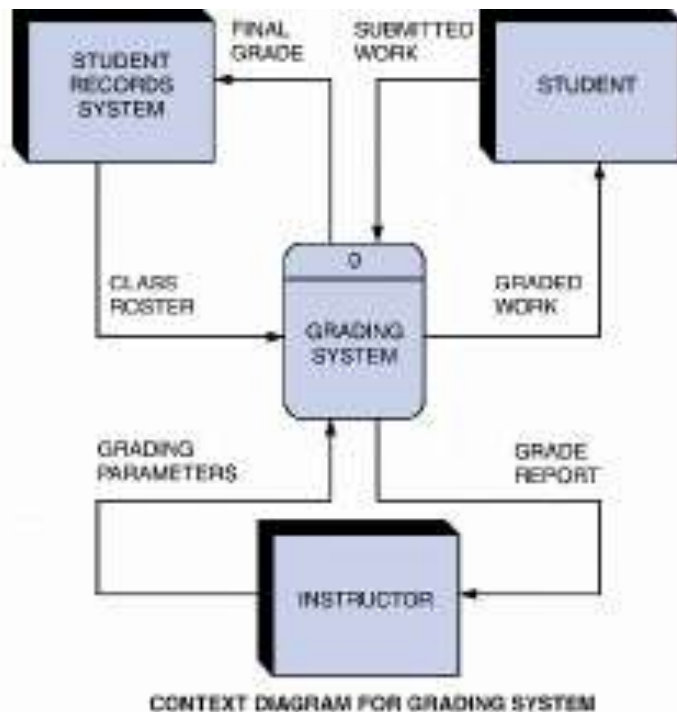 FINAL
GRADE
SUBMITTED
WORK
STUDENT
RECORDS
SYSTEM
STUDENT
0
CLASS
ROSTER
GRADING
SYSTEM
GRADED
WORK
GRADING
PARAMETERS
GRADE
REPORT
INSTRUCTOR
CONTEXT DIAGRAM FOR GRADING SYSTEM